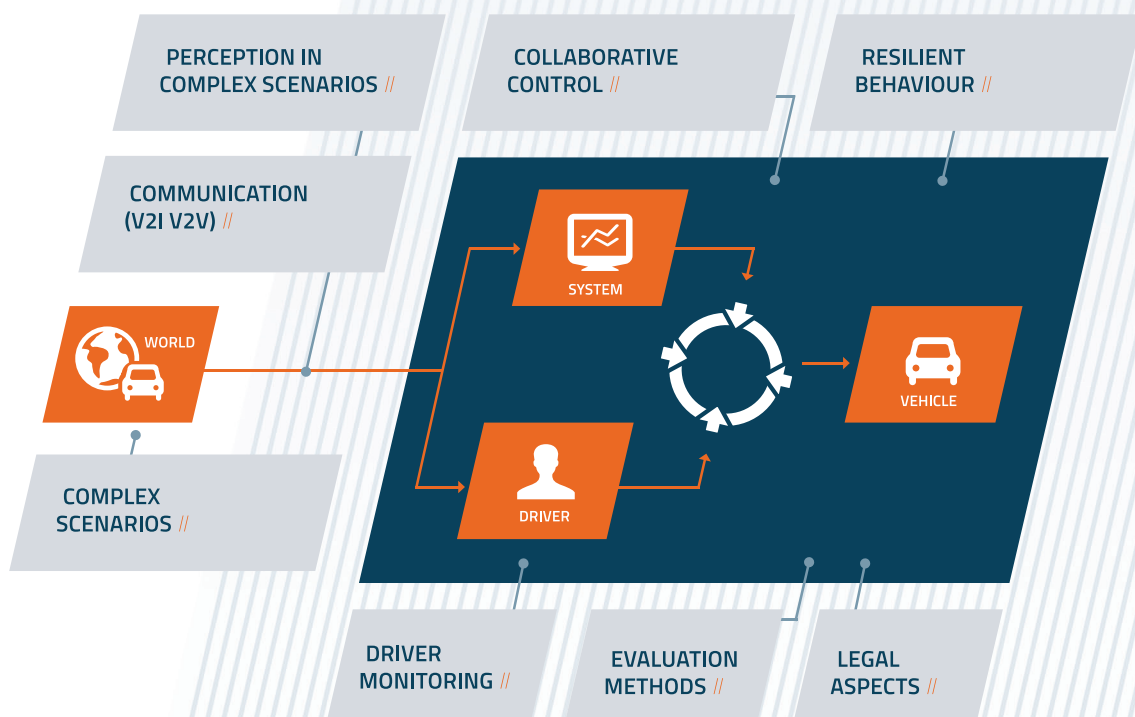 PERCEPTION IN
COMPLEX SCENARIOS //
COLLABORATIVE
CONTROL //
RESILIENT
BEHAVIOUR //
COMMUNICATION
(V2I V2V) //
SYSTEM
WORLD
VEHICLE
DRIVER
COMPLEX
SCENARIOS //
DRIVER
MONITORING //
EVALUATION
METHODS //
LEGAL
ASPECTS //